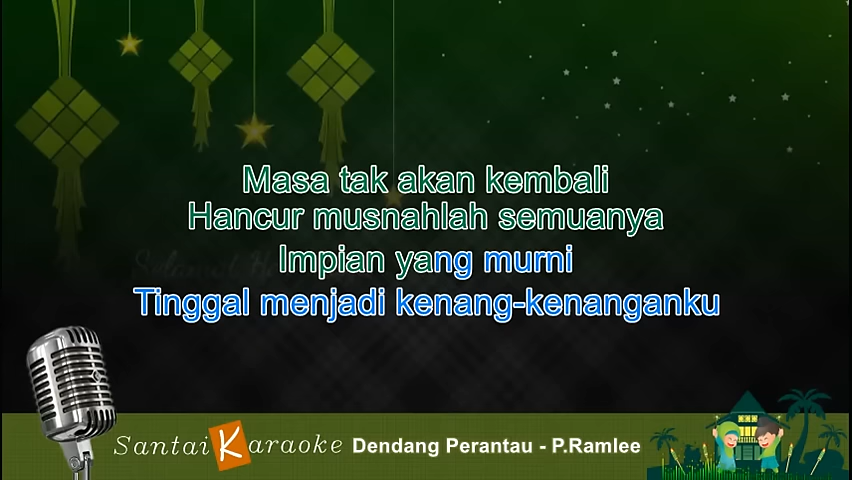 Masa tak akan kembali
Hancur musnahlah semuanya
Impian yang murni
Tinggal menjadi kenang-kenanganku
Santai Karaoke Dendang Perantau - P.Ramlee